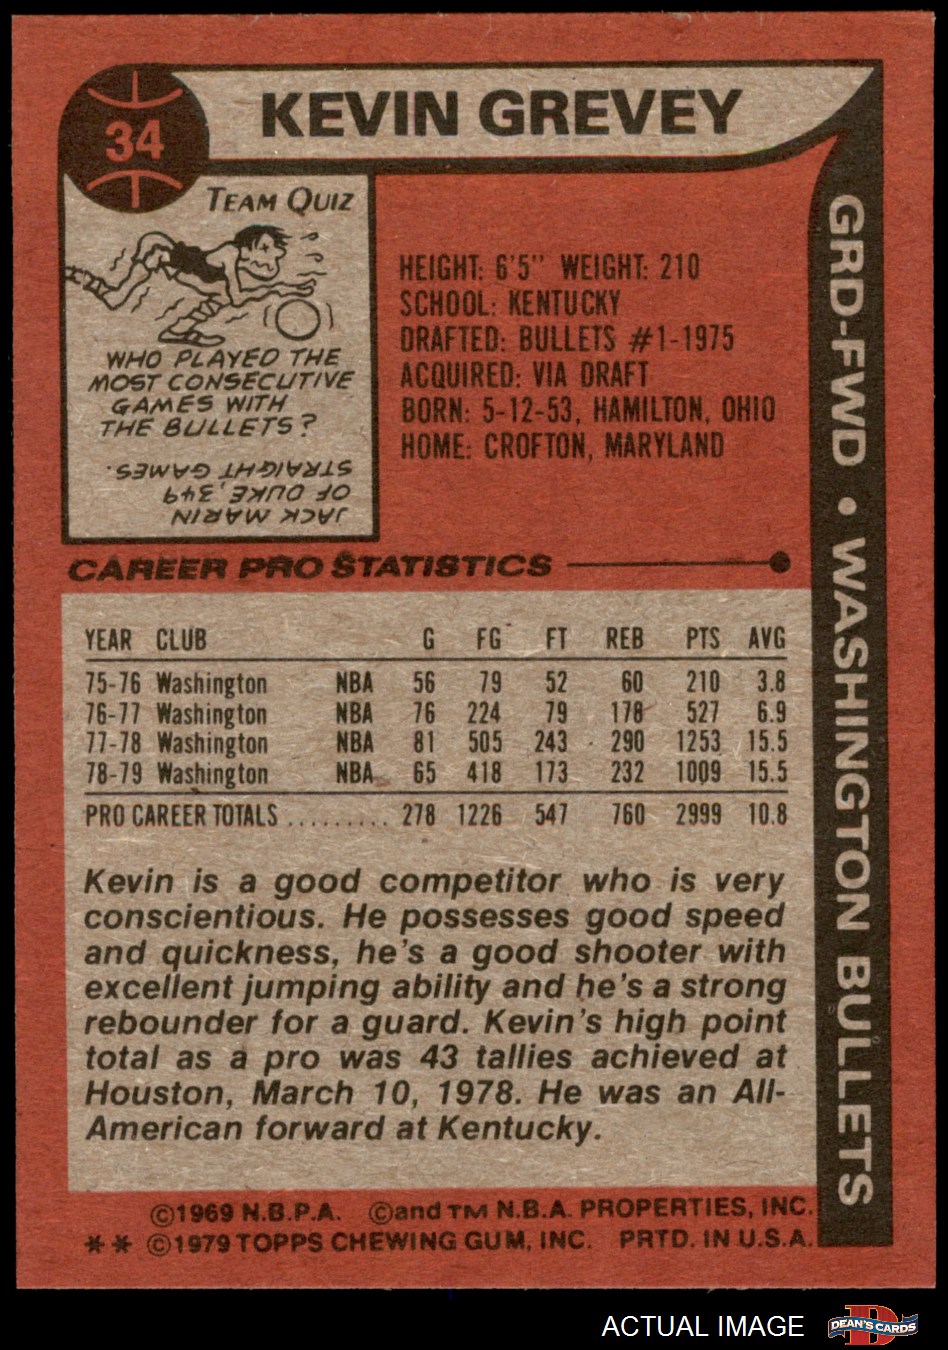 34
KEVIN GREVEY
GRD-FWD • WASHINGTON BULLETS
TEAM QUIZ
WHO PLAYED THE
MOST CONSECUTIVE
GAMES WITH
THE BULLETS?
JACK MARIN
OF DUKE, 349
STRAIGHT GAMES.
HEIGHT: 6'5" WEIGHT: 210
SCHOOL: KENTUCKY
DRAFTED: BULLETS #1-1975
ACQUIRED: VIA DRAFT
BORN: 5-12-53, HAMILTON, OHIO
HOME: CROFTON, MARYLAND
CAREER PRO STATISTICS
YEAR CLUB G FG FT REB PTS AVG
75-76 Washington NBA 56 79 52 60 210 3.8
76-77 Washington NBA 76 224 79 178 527 6.9
77-78 Washington NBA 81 505 243 290 1253 15.5
78-79 Washington NBA 65 418 173 232 1009 15.5
PRO CAREER TOTALS ......... 278 1226 547 760 2999 10.8
Kevin is a good competitor who is very
conscientious. He possesses good speed
and quickness, he's a good shooter with
excellent jumping ability and he's a strong
rebounder for a guard. Kevin's high point
total as a pro was 43 tallies achieved at
Houston, March 10, 1978. He was an All-
American forward at Kentucky.
©1969 N.B.P.A. ©and TM N.B.A. PROPERTIES, INC.
** ©1979 TOPPS CHEWING GUM, INC. PRTD. IN U.S.A.
ACTUAL IMAGE
D
DEAN'S CARDS